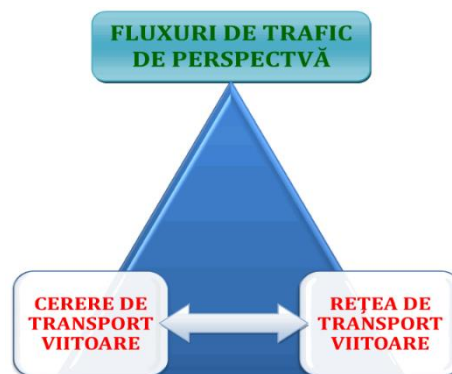 FLUXURI DE TRAFIC
DE PERSPECTVĂ
CERERE DE
TRANSPORT
VIITOARE
REŢEA DE
TRANSPORT
VIITOARE